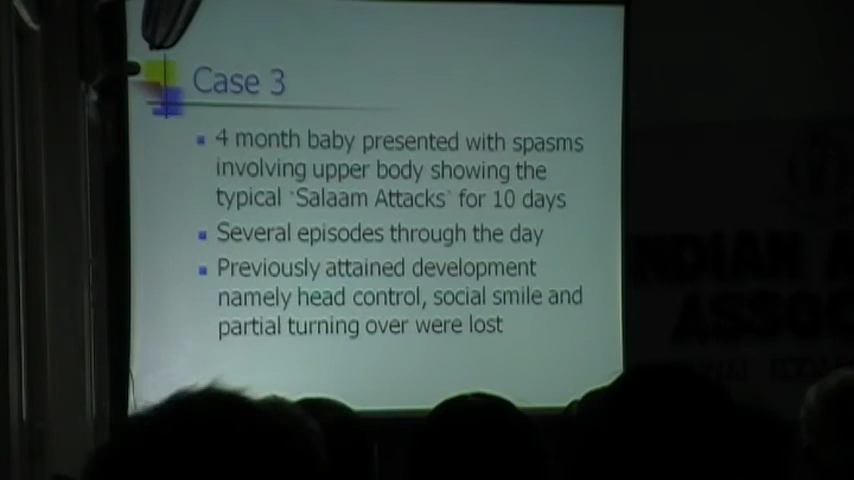 Case 3
4 month baby presented with spasms
involving upper body showing the
typical `Salaam Attacks` for 10 days
Several episodes through the day
Previously attained development
namely head control, social smile and
partial turning over were lost
INDIAN A
ASSO